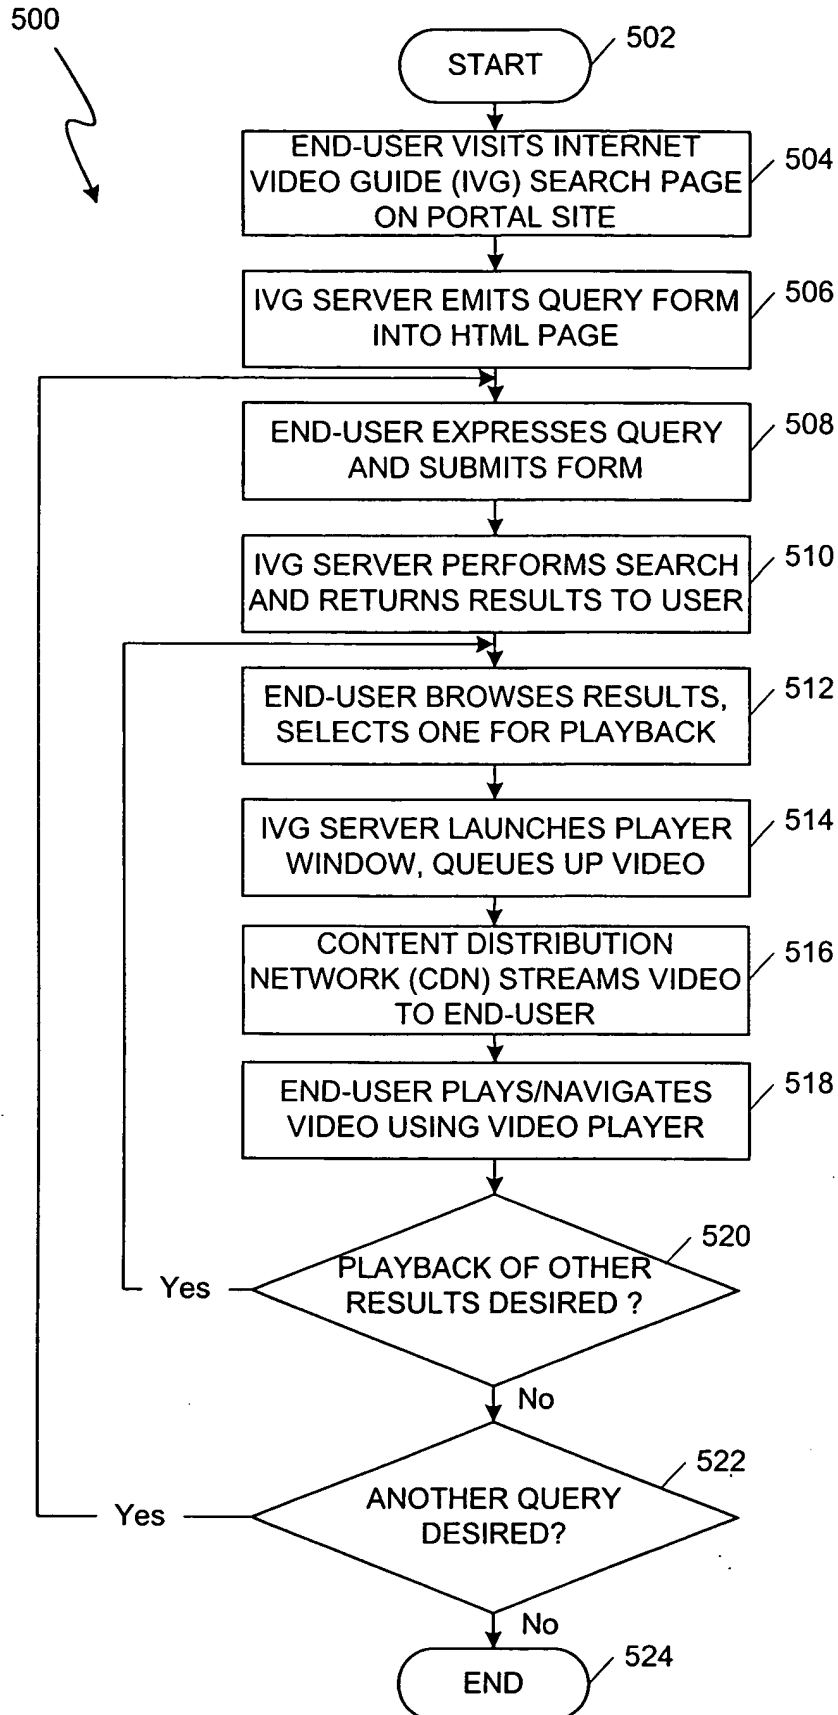 500
START
502
END-USER VISITS INTERNET
VIDEO GUIDE (IVG) SEARCH PAGE
ON PORTAL SITE
504
IVG SERVER EMITS QUERY FORM
INTO HTML PAGE
506
END-USER EXPRESSES QUERY
AND SUBMITS FORM
508
IVG SERVER PERFORMS SEARCH
AND RETURNS RESULTS TO USER
510
END-USER BROWSES RESULTS,
SELECTS ONE FOR PLAYBACK
512
IVG SERVER LAUNCHES PLAYER
WINDOW, QUEUES UP VIDEO
514
CONTENT DISTRIBUTION
NETWORK (CDN) STREAMS VIDEO
TO END-USER
516
END-USER PLAYS/NAVIGATES
VIDEO USING VIDEO PLAYER
518
PLAYBACK OF OTHER
RESULTS DESIRED ?
520
Yes
No
ANOTHER QUERY
DESIRED?
522
Yes
No
END
524